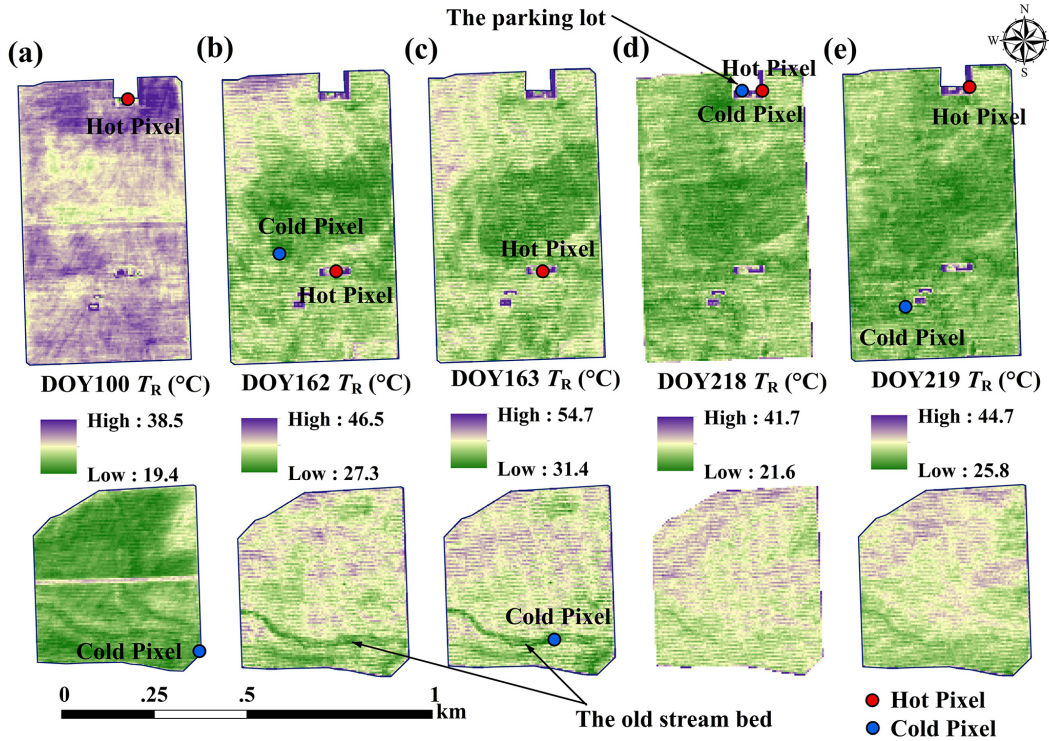 The parking lot
N
W
E
S
(a)
(b)
(c)
(d)
(e)
Hot Pixel
Hot Pixel
Cold Pixel
Hot Pixel
Cold Pixel
Hot Pixel
Hot Pixel
Cold Pixel
DOY100 TR (°C)
DOY162 TR (°C)
DOY163 TR (°C)
DOY218 TR (°C)
DOY219 TR (°C)
High : 38.5
Low : 19.4
High : 46.5
Low : 27.3
High : 54.7
Low : 31.4
High : 41.7
Low : 21.6
High : 44.7
Low : 25.8
Cold Pixel
Cold Pixel
0 .25 .5 1
km
The old stream bed
Hot Pixel
Cold Pixel